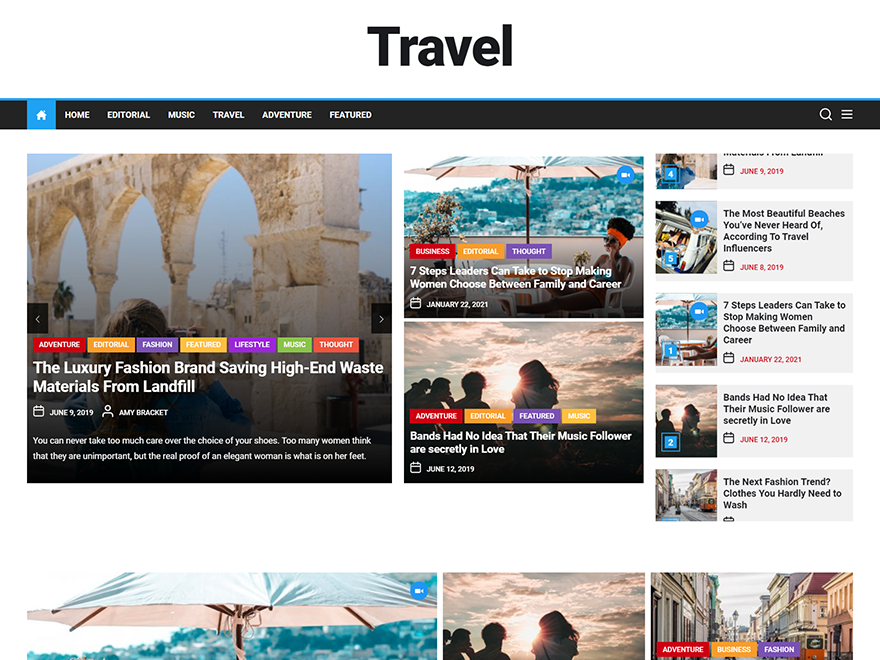 Travel
HOME EDITORIAL MUSIC TRAVEL ADVENTURE FEATURED
ADVENTURE EDITORIAL FASHION FEATURED LIFESTYLE MUSIC THOUGHT
The Luxury Fashion Brand Saving High-End Waste
Materials From Landfill
JUNE 9, 2019 AMY BRACKET
You can never take too much care over the choice of your shoes. Too many women think
that they are unimportant, but the real proof of an elegant woman is what is on her feet.
BUSINESS EDITORIAL THOUGHT
7 Steps Leaders Can Take to Stop Making
Women Choose Between Family and Career
JANUARY 22, 2021
ADVENTURE EDITORIAL FEATURED MUSIC
Bands Had No Idea That Their Music Follower
are secretly in Love
JUNE 12, 2019
Materials From Landfill
4
JUNE 9, 2019
The Most Beautiful Beaches
You've Never Heard Of,
According To Travel
Influencers
5
JUNE 8, 2019
7 Steps Leaders Can Take to
Stop Making Women
Choose Between Family and
Career
1
JANUARY 22, 2021
Bands Had No Idea That
Their Music Follower are
secretly in Love
2
JUNE 12, 2019
The Next Fashion Trend?
Clothes You Hardly Need to
Wash
ADVENTURE BUSINESS FASHION